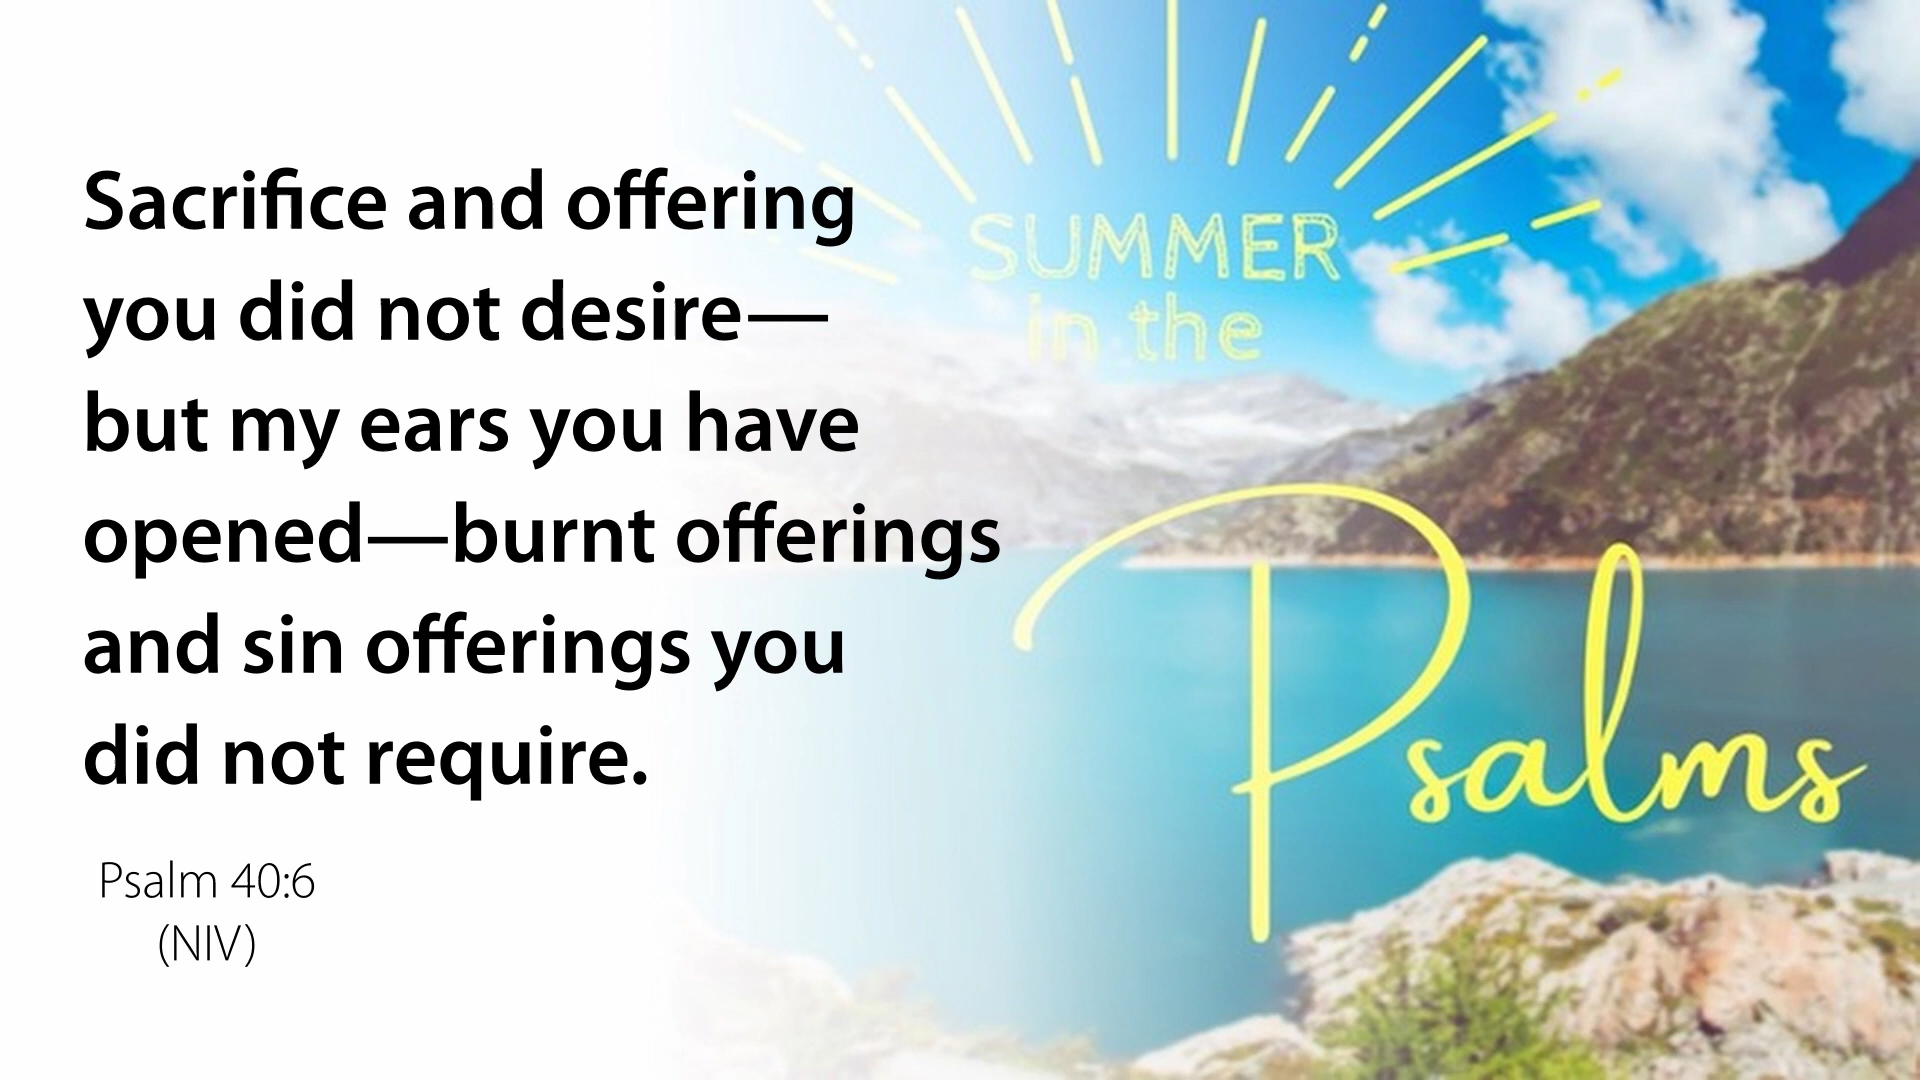 Sacrifice and offering
you did not desire—
but my ears you have
opened—burnt offerings
and sin offerings you
did not require.
Psalm 40:6
(NIV)
SUMMER
in the
Psalms